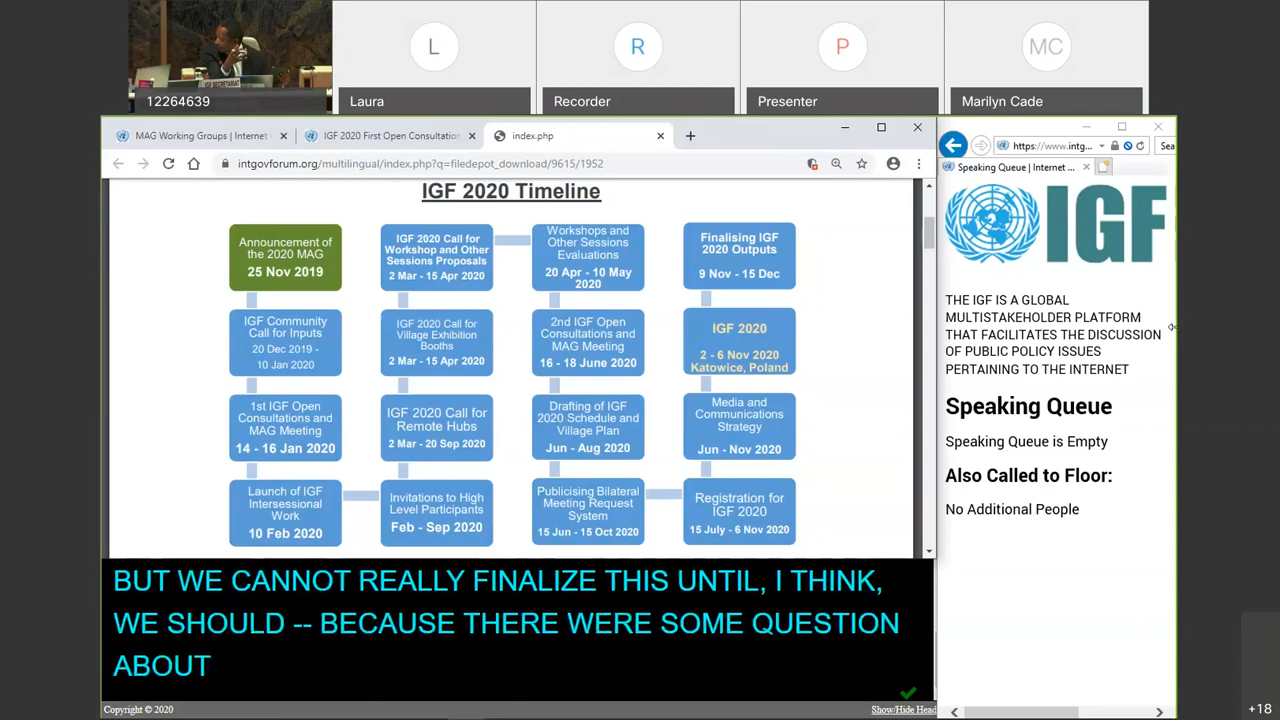 L
R
P
MC
IGF SECRETARIAT
12264639
Laura
Recorder
Presenter
Marilyn Cade
MAG Working Groups | Internet
IGF 2020 First Open Consultation
index.php
intgovforum.org/multilingual/index.php?q=filedepot_download/9615/1952
IGF 2020 Timeline
Announcement of
the 2020 MAG
25 Nov 2019
IGF Community
Call for Inputs
20 Dec 2019 -
10 Jan 2020
1st IGF Open
Consultations and
MAG Meeting
14 - 16 Jan 2020
Launch of IGF
Intersessional
Work
10 Feb 2020
IGF 2020 Call for
Workshop and Other
Sessions Proposals
2 Mar - 15 Apr 2020
IGF 2020 Call for
Village Exhibition
Booths
2 Mar - 15 Apr 2020
IGF 2020 Call for
Remote Hubs
2 Mar - 20 Sep 2020
Invitations to High
Level Participants
Feb - Sep 2020
Workshops and
Other Sessions
Evaluations
20 Apr - 10 May
2020
2nd IGF Open
Consultations and
MAG Meeting
16 - 18 June 2020
Drafting of IGF
2020 Schedule and
Village Plan
Jun - Aug 2020
Publicising Bilateral
Meeting Request
System
15 Jun - 15 Oct 2020
Finalising IGF
2020 Outputs
9 Nov - 15 Dec
IGF 2020
2 - 6 Nov 2020
Katowice, Poland
Media and
Communications
Strategy
Jun - Nov 2020
Registration for
IGF 2020
15 July - 6 Nov 2020
https://www.intg...
Sea
Speaking Queue | Internet ...
IGF
THE IGF IS A GLOBAL
MULTISTAKEHOLDER PLATFORM
THAT FACILITATES THE DISCUSSION
OF PUBLIC POLICY ISSUES
PERTAINING TO THE INTERNET
Speaking Queue
Speaking Queue is Empty
Also Called to Floor:
No Additional People
BUT WE CANNOT REALLY FINALIZE THIS UNTIL, I THINK,
WE SHOULD -- BECAUSE THERE WERE SOME QUESTION
ABOUT
Copyright © 2020
Show/Hide Head
+18